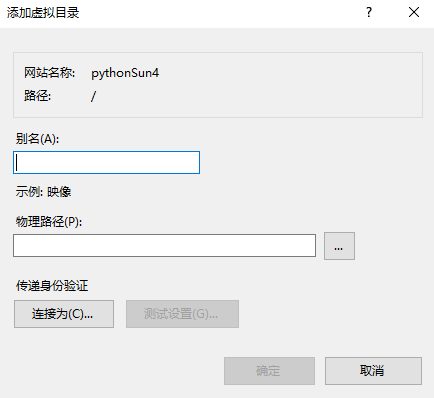 添加虚拟目录
?
网站名称: pythonSun4
路径: /
别名(A):
示例: 映像
物理路径(P):
...
传递身份验证
连接为(C)... 测试设置(G)...
确定 取消